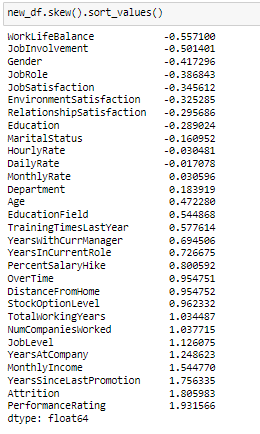 new_df.skew().sort_values()
WorkLifeBalance -0.557100
JobInvolvement -0.501401
Gender -0.417296
JobRole -0.386843
JobSatisfaction -0.345612
EnvironmentSatisfaction -0.325285
RelationshipSatisfaction -0.295686
Education -0.289024
MaritalStatus -0.160952
HourlyRate -0.030481
DailyRate -0.017078
MonthlyRate 0.030596
Department 0.183919
Age 0.472280
EducationField 0.544868
TrainingTimesLastYear 0.577614
YearsWithCurrManager 0.694506
YearsInCurrentRole 0.726675
PercentSalaryHike 0.800592
OverTime 0.954751
DistanceFromHome 0.954752
StockOptionLevel 0.962332
TotalWorkingYears 1.034487
NumCompaniesWorked 1.037715
JobLevel 1.126075
YearsAtCompany 1.248623
MonthlyIncome 1.544770
YearsSinceLastPromotion 1.756335
Attrition 1.805983
PerformanceRating 1.931566
dtype: float64